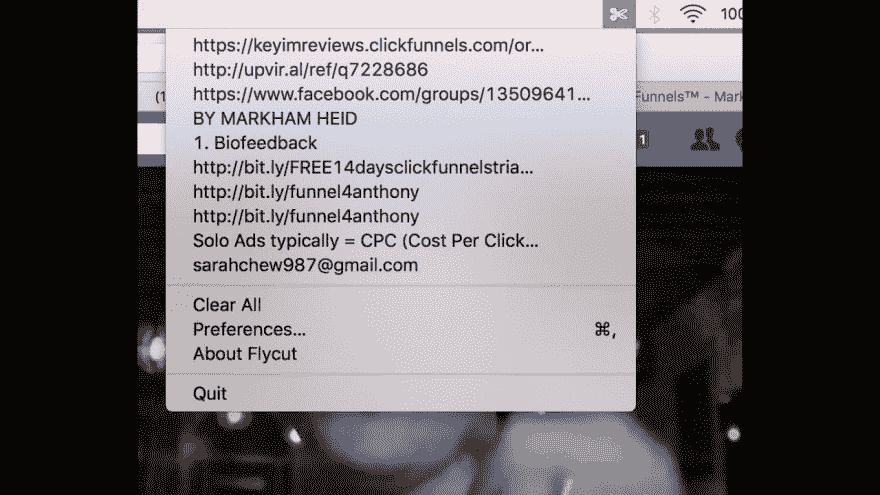 100
https://keyimreviews.clickfunnels.com/or...
http://upvir.al/ref/q7228686
https://www.facebook.com/groups/13509641...
(1
Funnels™ - Mark
BY MARKHAM HEID
1. Biofeedback
1
http://bit.ly/FREE14daysclickfunnelstria...
http://bit.ly/funnel4anthony
http://bit.ly/funnel4anthony
Solo Ads typically = CPC (Cost Per Click...
sarahchew987@gmail.com
Clear All
Preferences... ⌘,
About Flycut
Quit